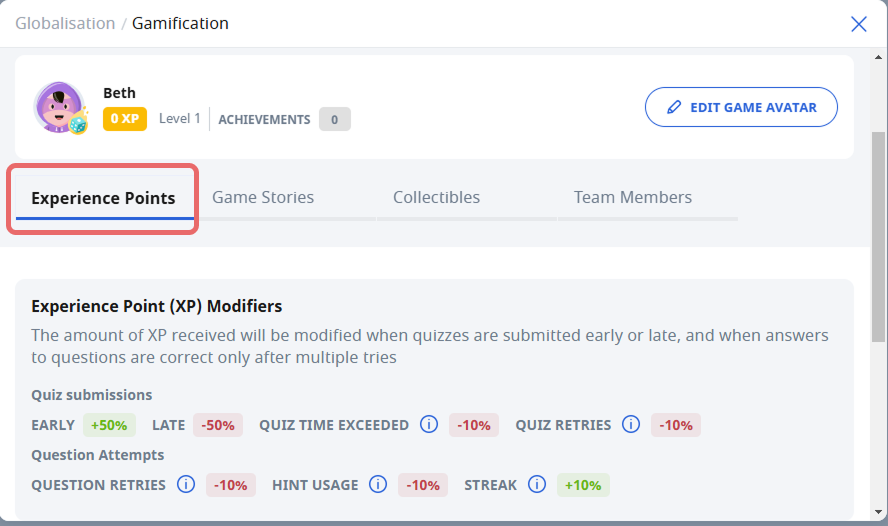 Globalisation / Gamification
Beth
0 XP Level 1 ACHIEVEMENTS 0
EDIT GAME AVATAR
Experience Points Game Stories Collectibles Team Members
Experience Point (XP) Modifiers
The amount of XP received will be modified when quizzes are submitted early or late, and when answers
to questions are correct only after multiple tries
Quiz submissions
EARLY +50% LATE -50% QUIZ TIME EXCEEDED -10% QUIZ RETRIES -10%
Question Attempts
QUESTION RETRIES -10% HINT USAGE -10% STREAK +10%